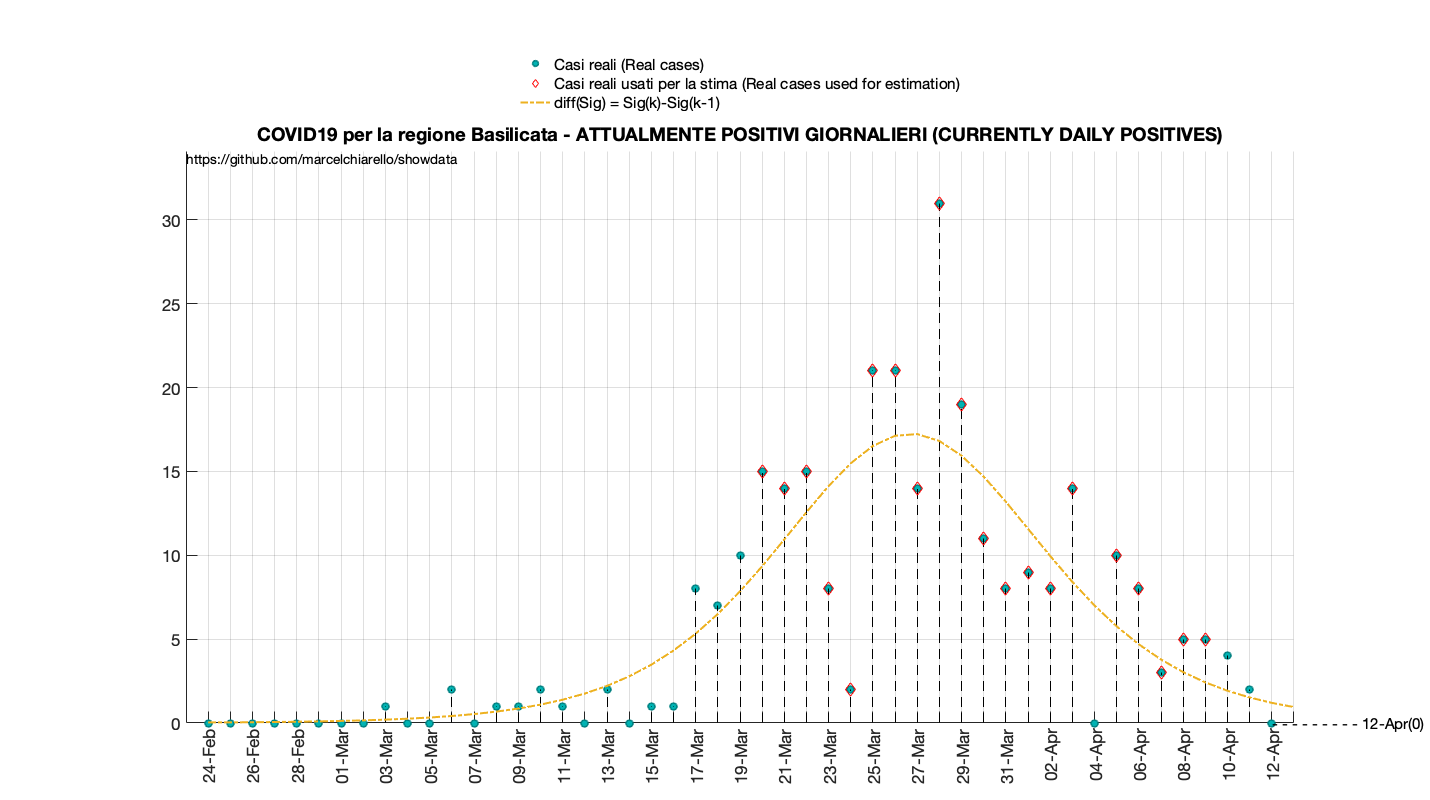 Casi reali (Real cases)
Casi reali usati per la stima (Real cases used for estimation)
diff(Sig) = Sig(k)-Sig(k-1)
COVID19 per la regione Basilicata - ATTUALMENTE POSITIVI GIORNALIERI (CURRENTLY DAILY POSITIVES)
https://github.com/marcelchiarello/showdata
30
25
20
15
10
5
0
12-Apr(0)
24-Feb
26-Feb
28-Feb
01-Mar
03-Mar
05-Mar
07-Mar
09-Mar
11-Mar
13-Mar
15-Mar
17-Mar
19-Mar
21-Mar
23-Mar
25-Mar
27-Mar
29-Mar
31-Mar
02-Apr
04-Apr
06-Apr
08-Apr
10-Apr
12-Apr